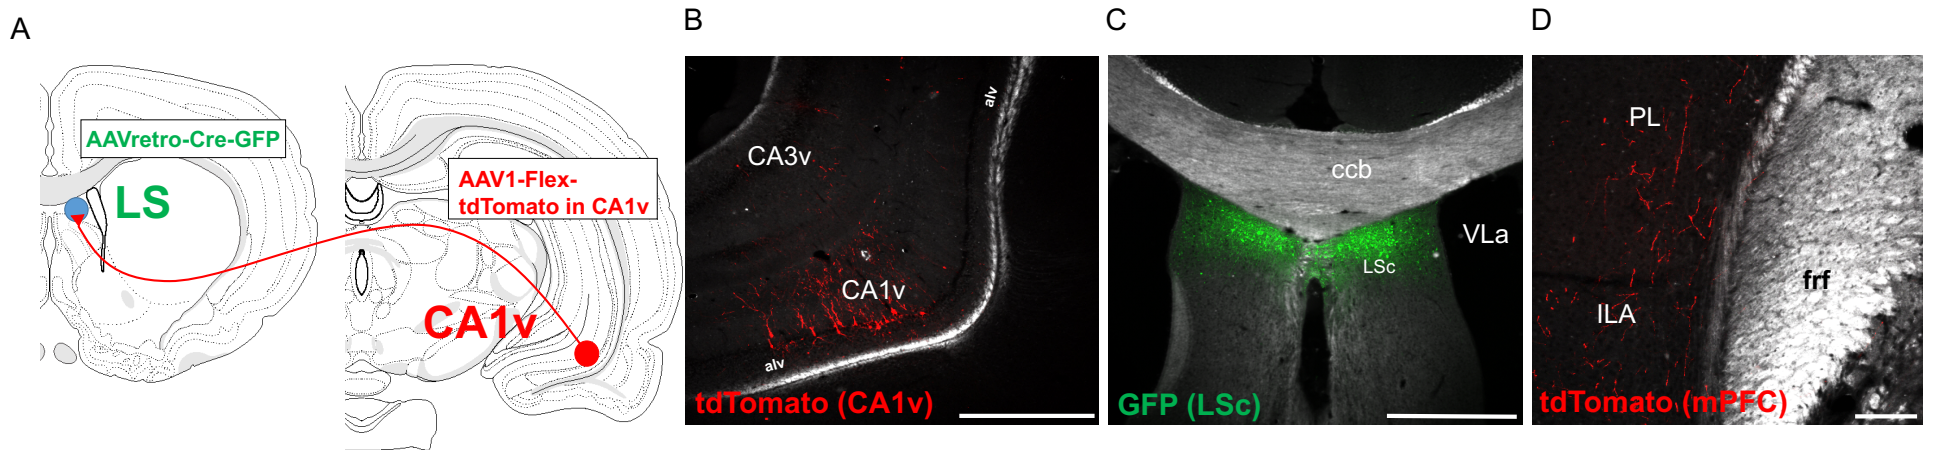 A
AAVretro-Cre-GFP
LS
AAV1-Flex-
tdTomato in CA1v
CA1v
B
alv
CA3v
CA1v
alv
tdTomato (CA1v)
C
ccb
VLa
LSc
GFP (LSc)
D
PL
frf
ILA
tdTomato (mPFC)